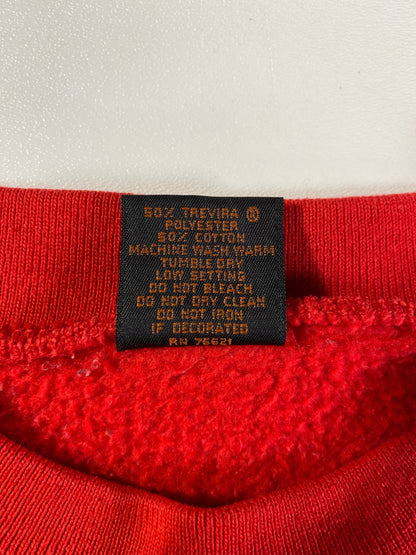 50% TREVIRA ®
POLYESTER
50% COTTON
MACHINE WASH WARM
TUMBLE DRY
LOW SETTING
DO NOT BLEACH
DO NOT DRY CLEAN
DO NOT IRON
IF DECORATED
RN 76621